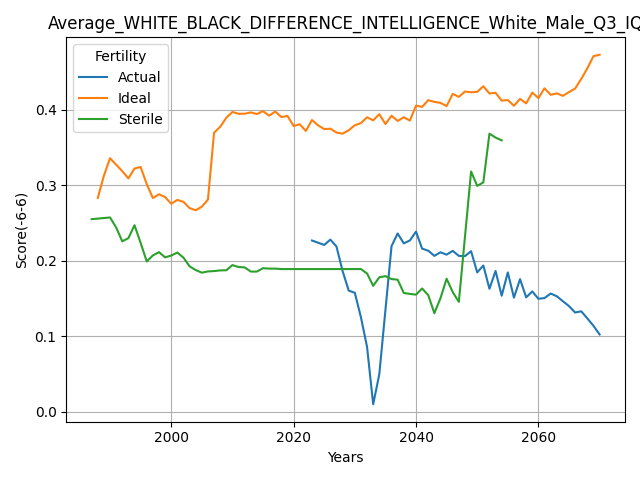 Average_WHITE_BLACK_DIFFERENCE_INTELLIGENCE_White_Male_Q3_IQ
Fertility
Actual
Ideal
Sterile
Score(-6-6)
0.4
0.3
0.2
0.1
0.0
2000
2020
2040
2060
Years